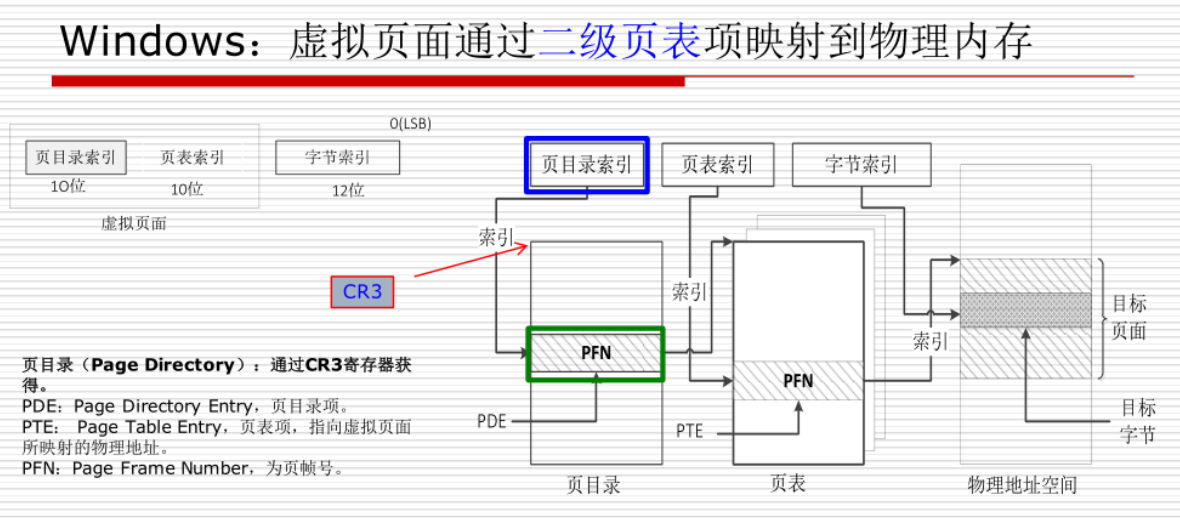 Windows：虚拟页面通过二级页表项映射到物理内存
0(LSB)
页目录索引 页表索引 字节索引
10位 10位 12位
虚拟页面
页目录索引 页表索引 字节索引
索引
CR3
索引
索引
目标
页面
PFN
PFN
PDE
PTE
目标
字节
页目录 页表 物理地址空间
页目录（Page Directory）：通过CR3寄存器获
得。
PDE：Page Directory Entry，页目录项。
PTE： Page Table Entry，页表项，指向虚拟页面
所映射的物理地址。
PFN：Page Frame Number，为页帧号。